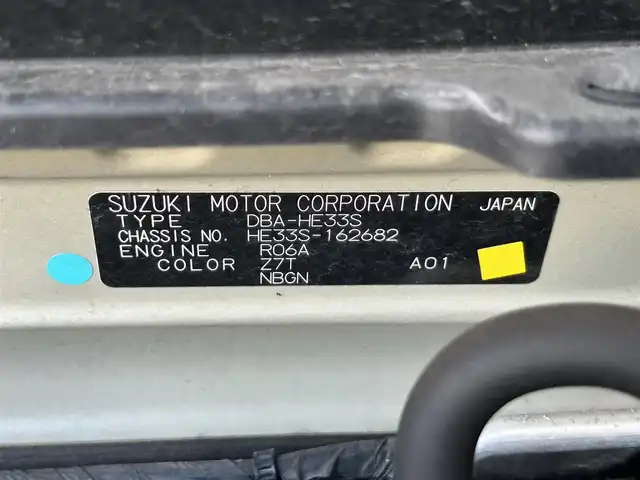 SUZUKI MOTOR CORPORATION JAPAN
TYPE DBA-HE33S
CHASSIS NO. HE33S-162682
ENGINE R06A
COLOR Z7T A01
NBGN